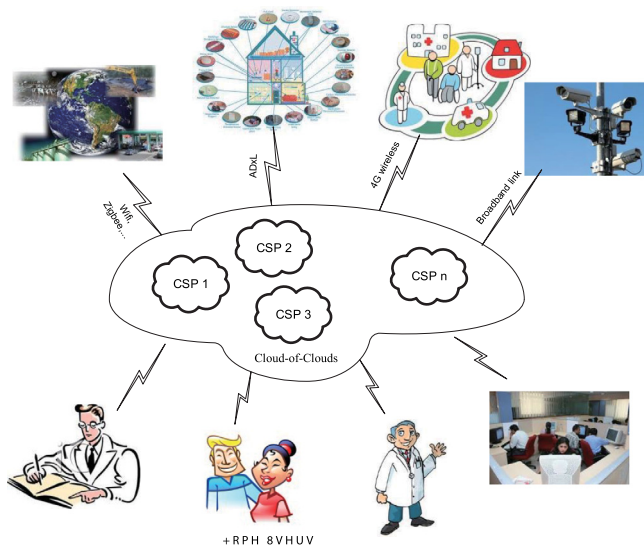 ADxL
4G wireless
Broadband link
Wifi,
Zigbee,...
CSP 1
CSP 2
CSP 3
CSP n
Cloud-of-Clouds
+RPH 8VHUV